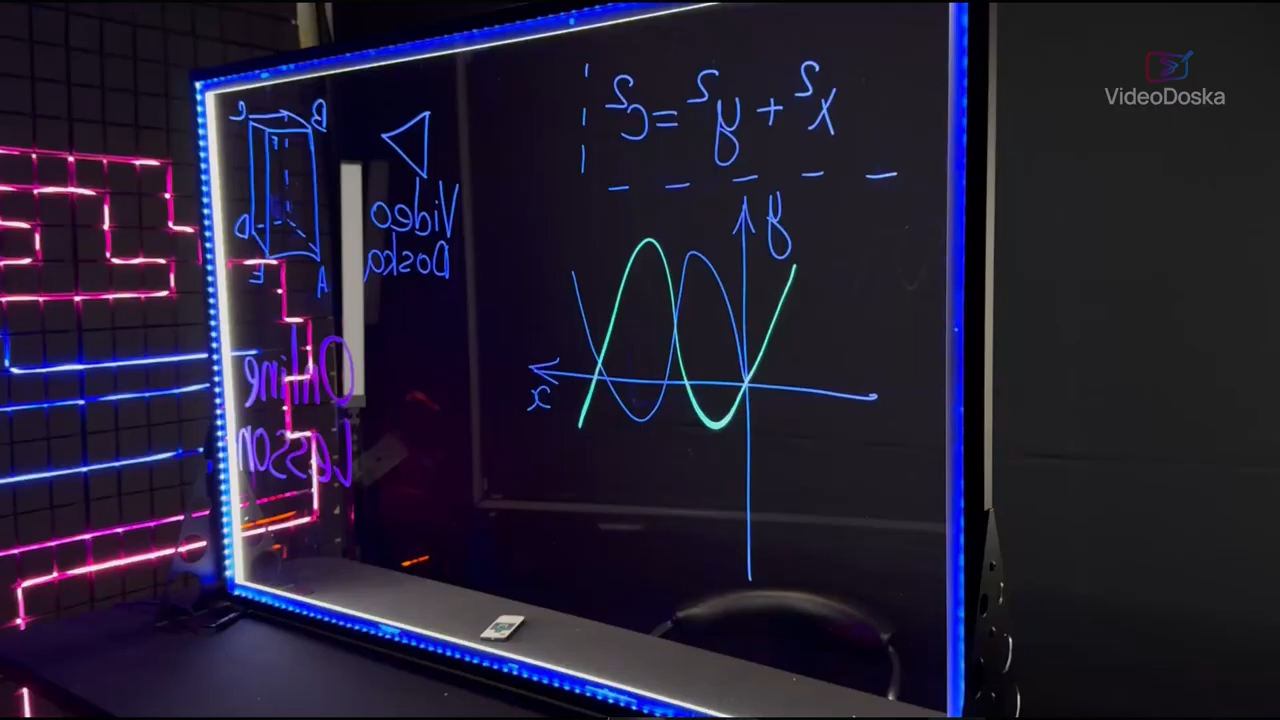 x² + y² = c²
C
B
F
D
E
A
Video
Doska
y
x
Online
Lesson
VideoDoska